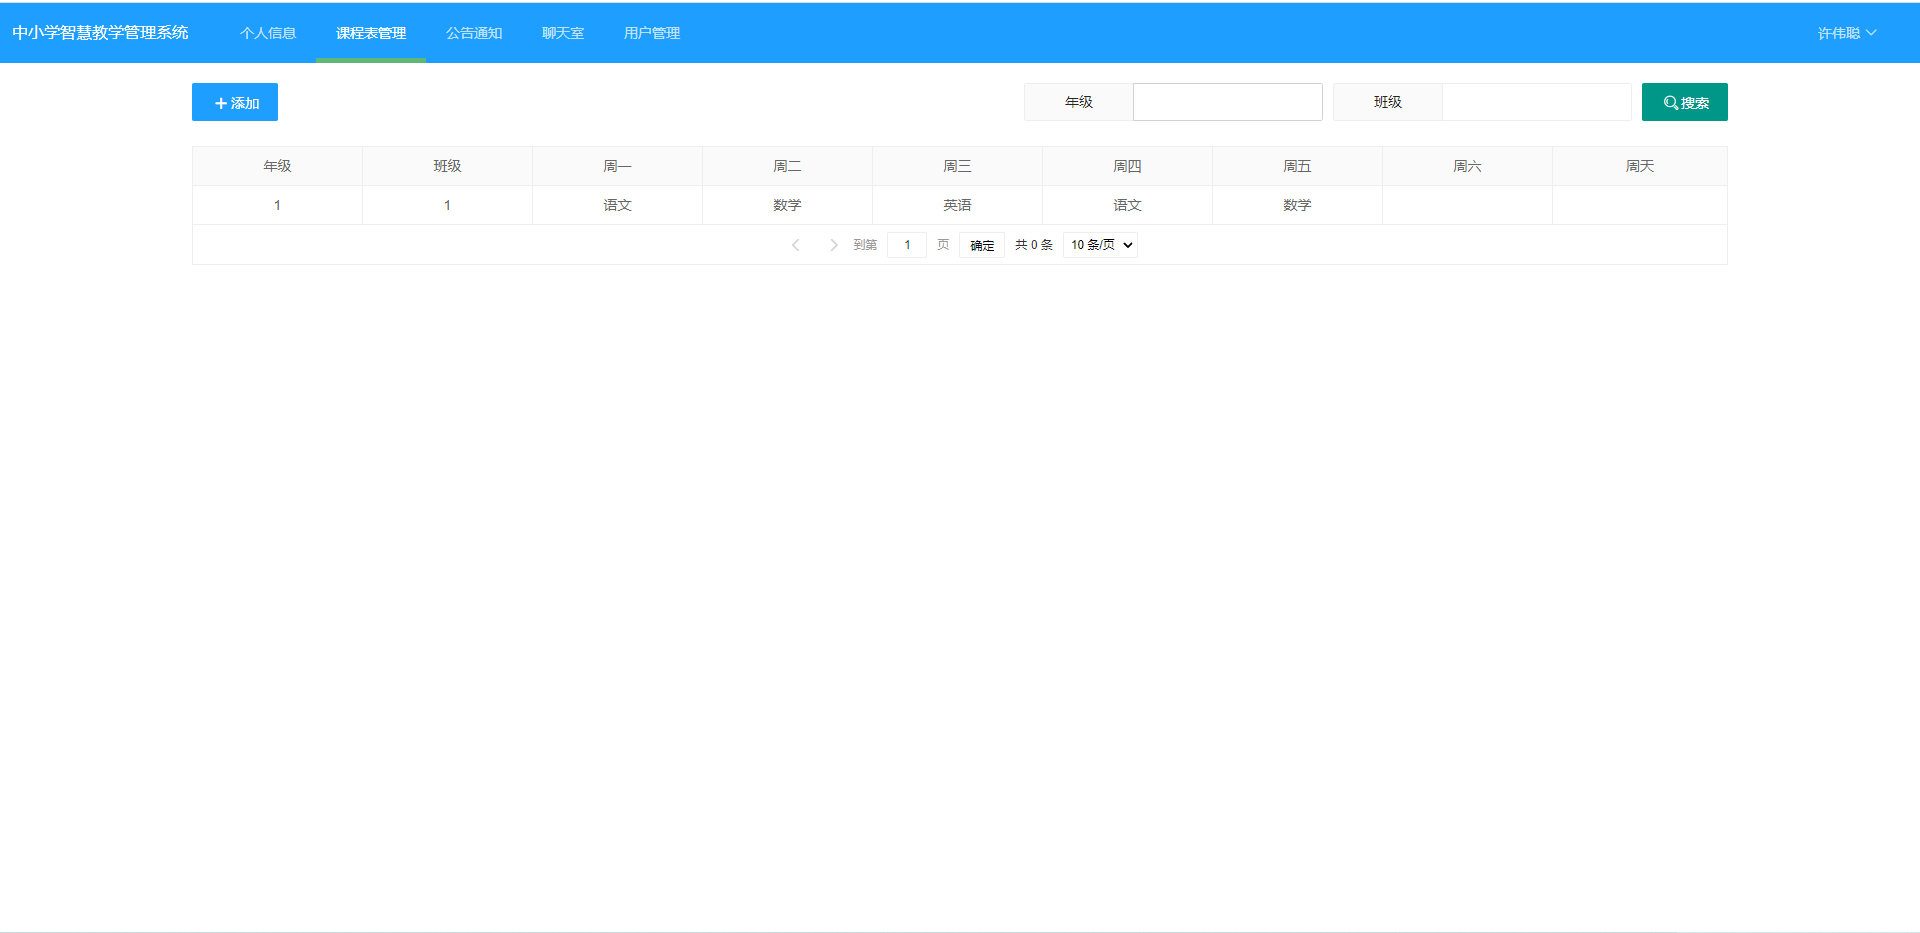 中小学智慧教学管理系统 个人信息 课程表管理 公告通知 聊天室 用户管理 许伟聪
添加 年级 班级 搜索
年级 班级 周一 周二 周三 周四 周五 周六 周天
1 1 语文 数学 英语 语文 数学
到第 1 页 确定 共 0 条 10 条/页